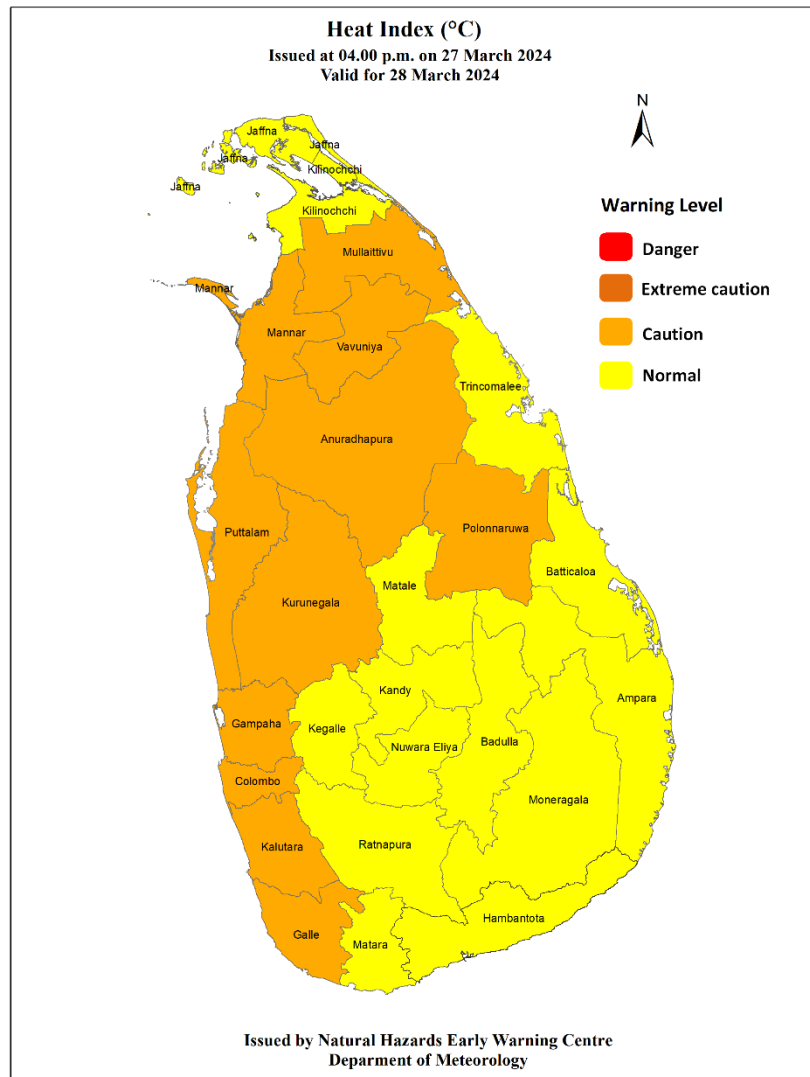 Heat Index (°C)
Issued at 04.00 p.m. on 27 March 2024
Valid for 28 March 2024
N
Warning Level
Danger
Extreme caution
Caution
Normal
Jaffna
Jaffna
Jaffna
Kilinochchi
Jaffna
Kilinochchi
Mullaittivu
Mannar
Mannar
Vavuniya
Trincomalee
Anuradhapura
Puttalam
Polonnaruwa
Batticaloa
Matale
Kurunegala
Kandy
Ampara
Gampaha
Kegalle
Nuwara Eliya
Badulla
Colombo
Moneragala
Kalutara
Ratnapura
Hambantota
Galle
Matara
Issued by Natural Hazards Early Warning Centre
Deparment of Meteorology